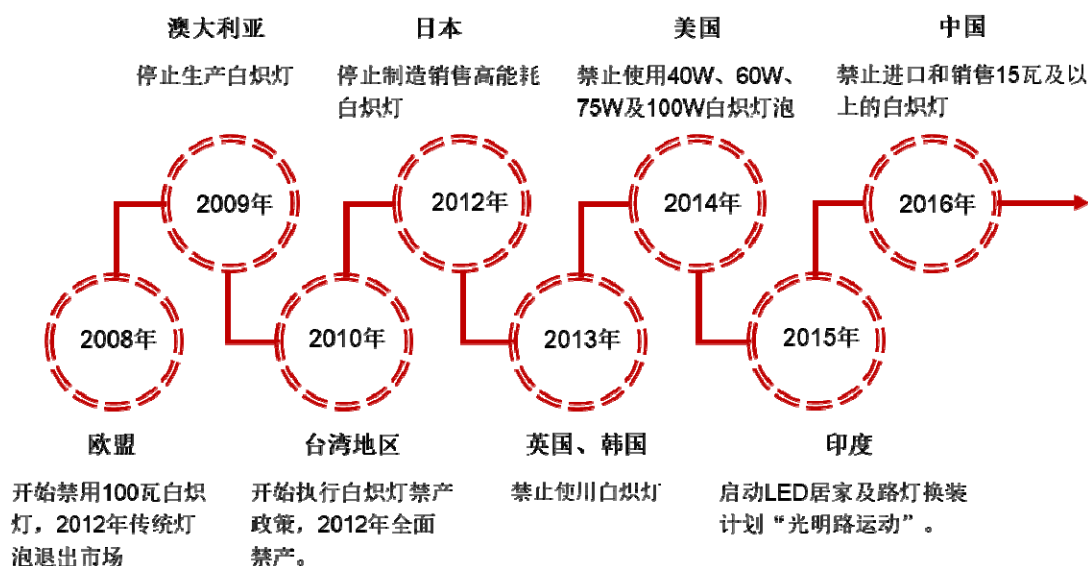 澳大利亚
停止生产白炽灯
日本
停止制造销售高能耗
白炽灯
美国
禁止使用40W、60W、
75W及100W白炽灯泡
中国
禁止进口和销售15瓦及以
上的白炽灯
2009年
2012年
2014年
2016年
2008年
2010年
2013年
2015年
欧盟
开始禁用100瓦白炽
灯，2012年传统灯
泡退出市场
台湾地区
开始执行白炽灯禁产
政策，2012年全面
禁产。
英国、韩国
禁止使用白炽灯
印度
启动LED居家及路灯换装
计划“光明路运动”。